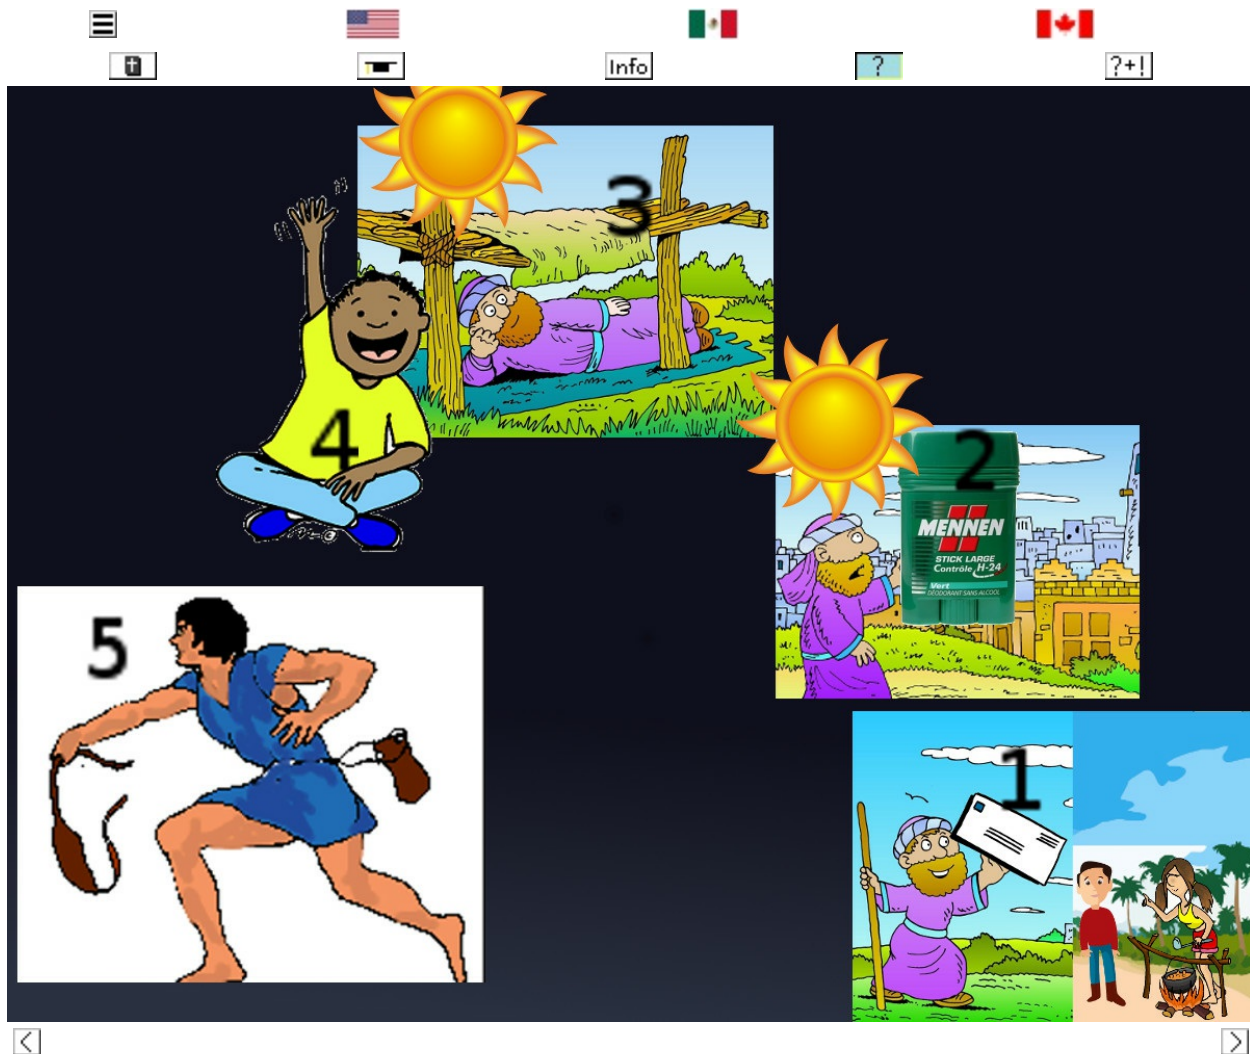 Info
?
?+!
3
4
2
MENNEN
STICK LARGE
Contrôle H-24
Vert
DÉODORANT SANS ALCOOL
5
1
<
>